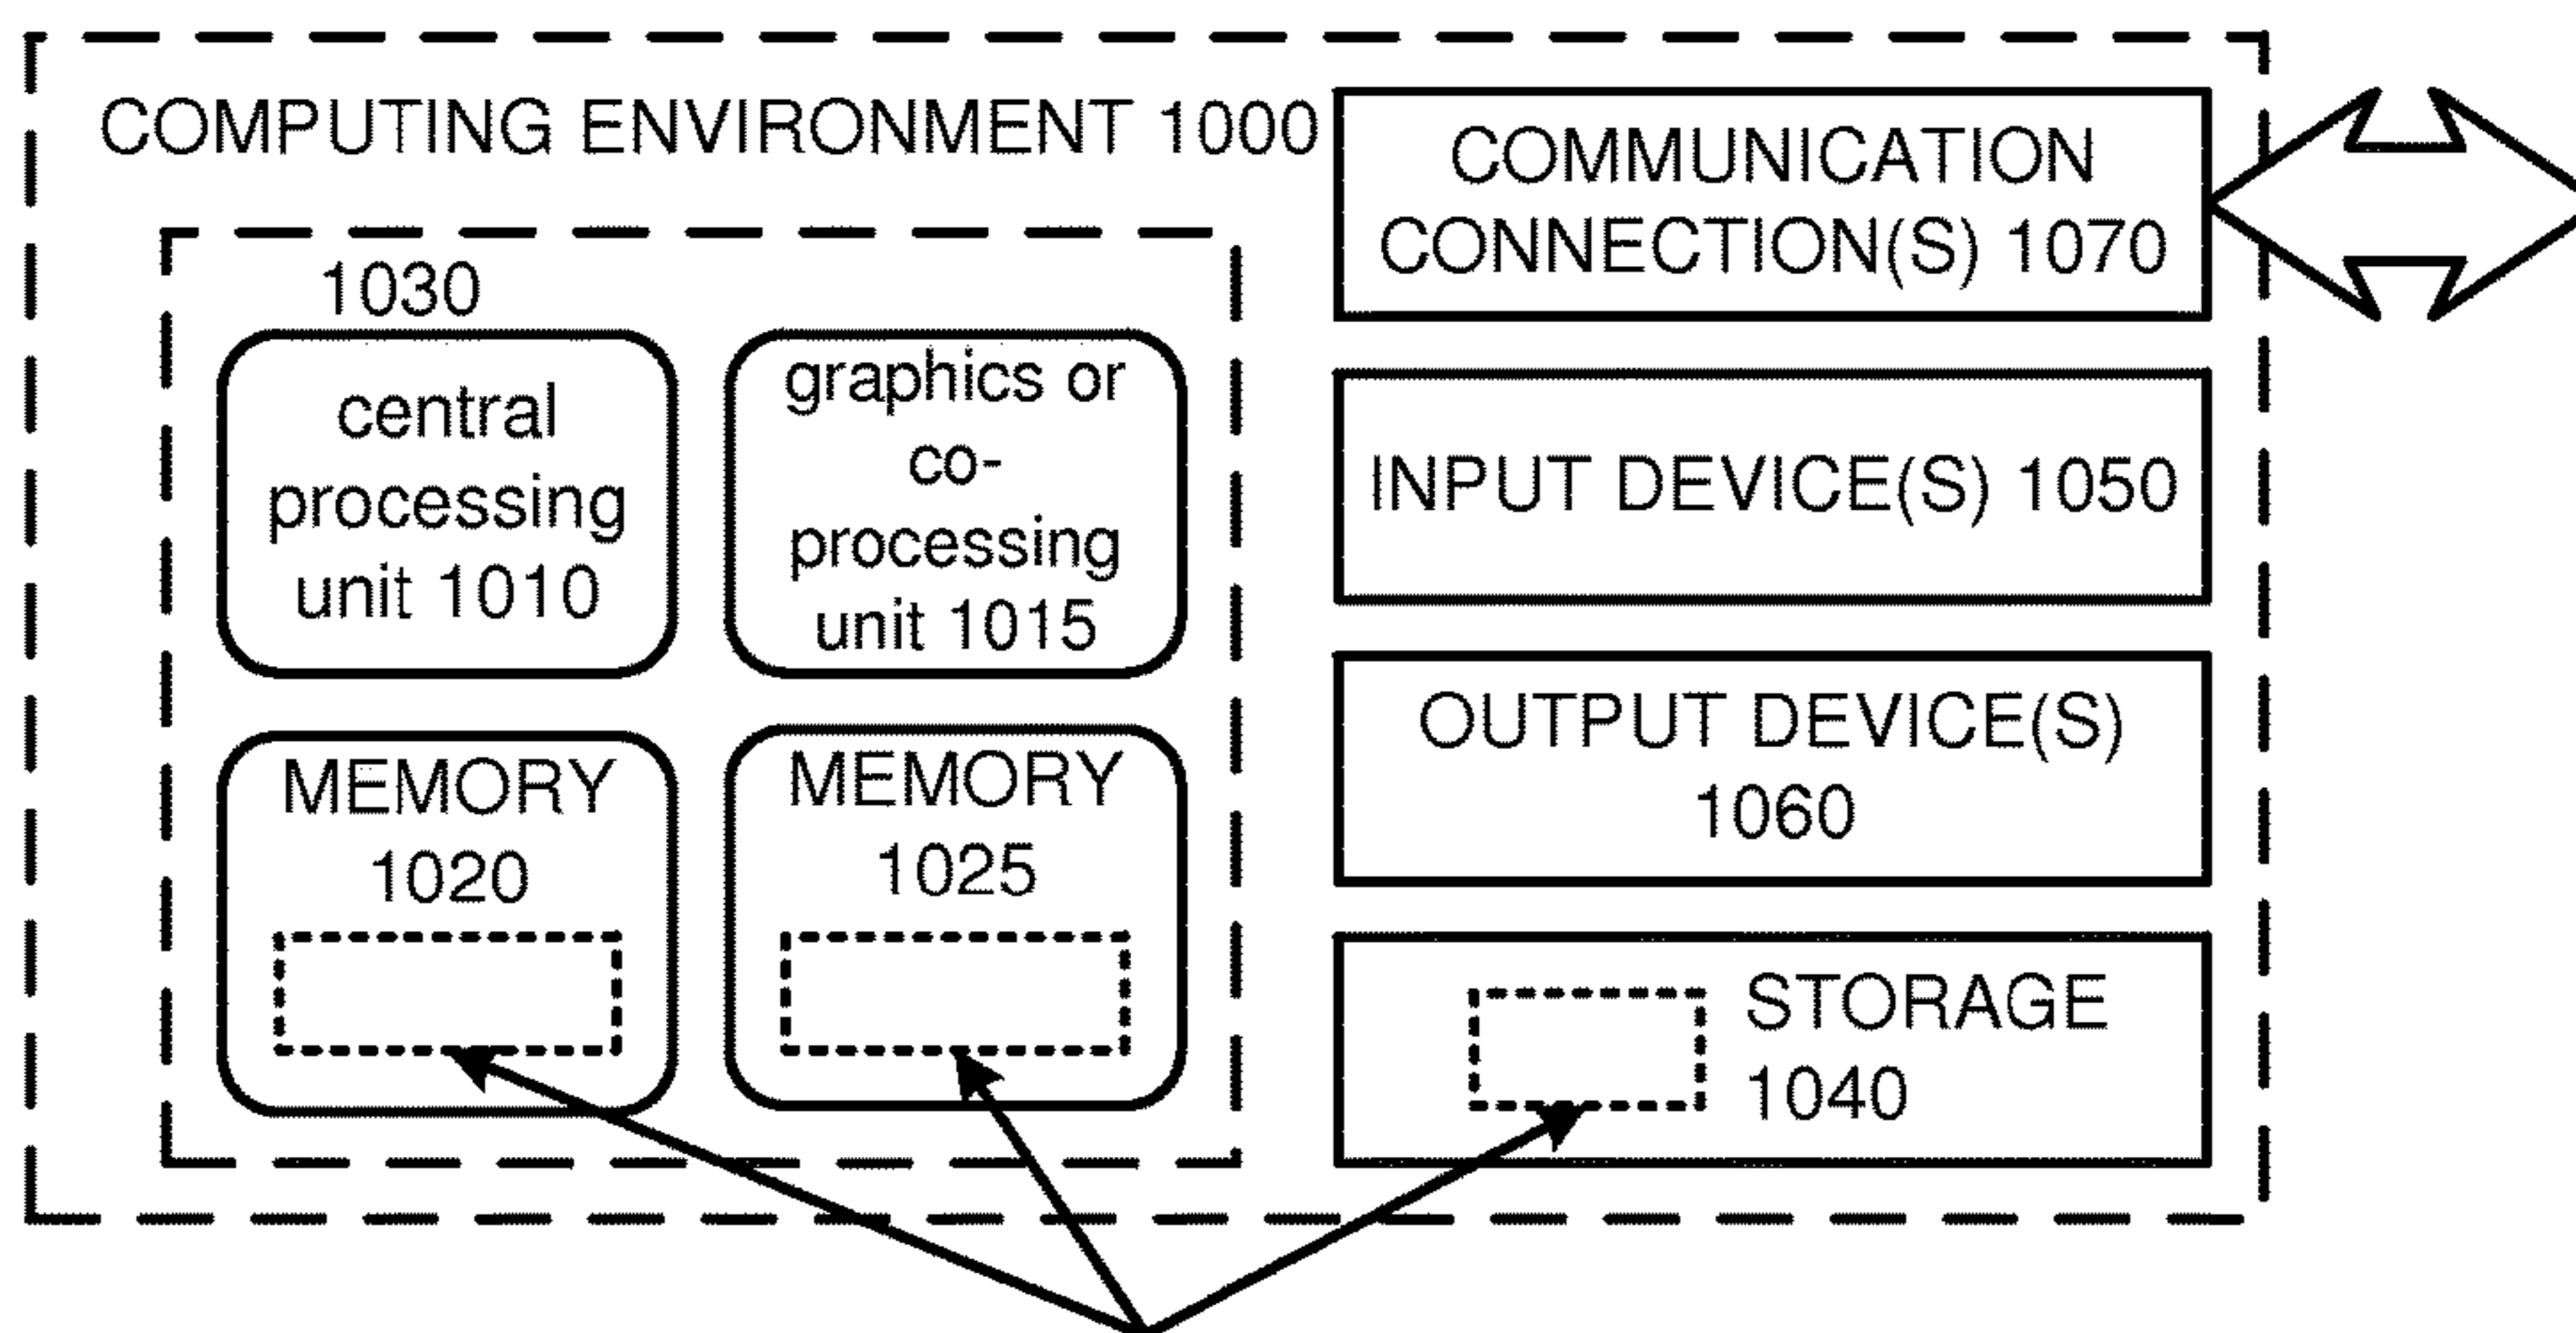 COMPUTING ENVIRONMENT 1000
1030
central
processing
unit 1010
graphics or
co-
processing
unit 1015
MEMORY
1020
MEMORY
1025
COMMUNICATION
CONNECTION(S) 1070
INPUT DEVICE(S) 1050
OUTPUT DEVICE(S)
1060
STORAGE
1040